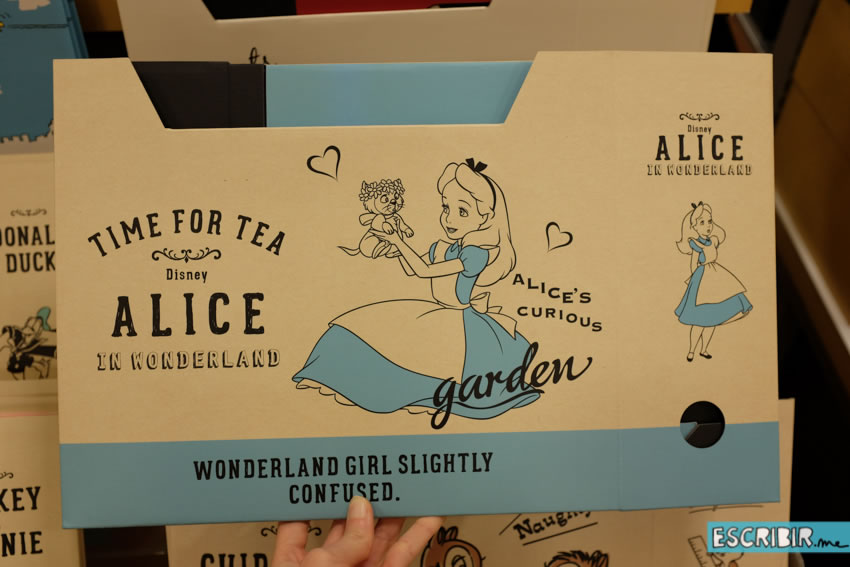 TIME FOR TEA
Disney
ALICE
IN WONDERLAND
ALICE'S
CURIOUS
garden
WONDERLAND GIRL SLIGHTLY
CONFUSED.
Disney
ALICE
IN WONDERLAND
DUCK
ESCRIBIR.me